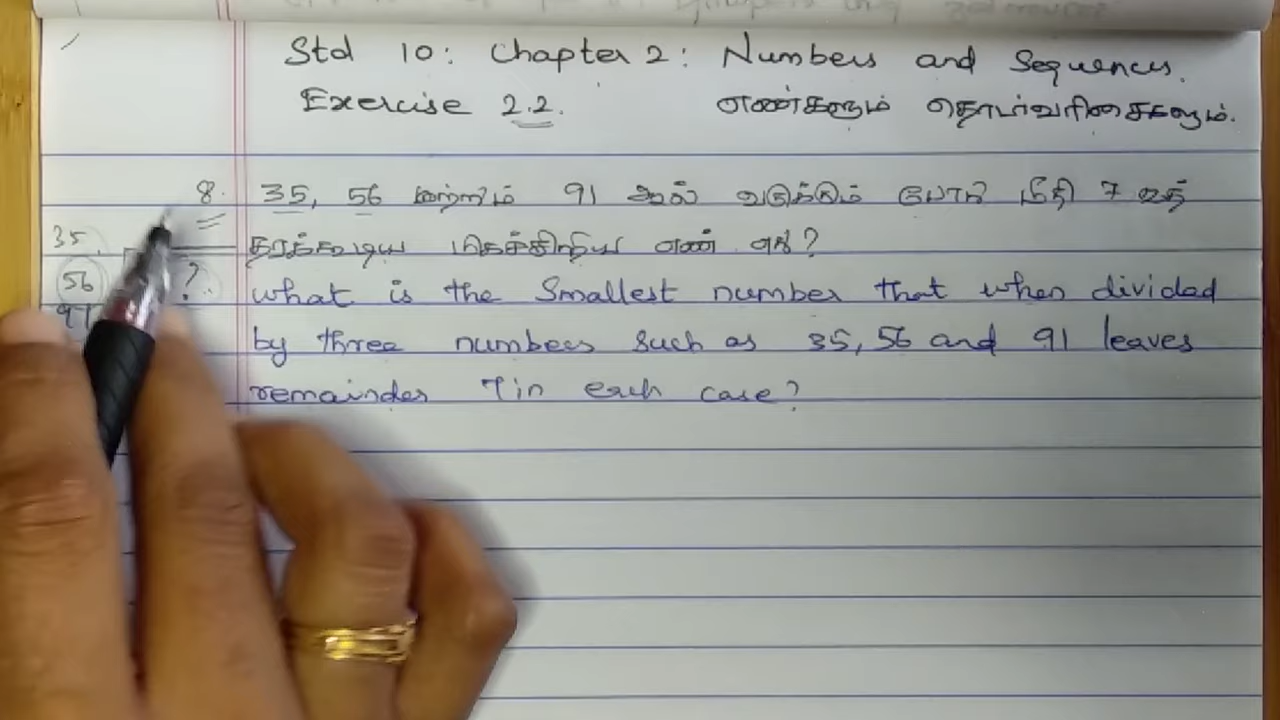 Std 10: Chapter 2: Numbers and Sequences.
Exercise 2.2. எண்களும் தொடர்வரிசைகளும்.
8. 35, 56 மற்றும் 91 ஆல் வகுக்கும் போது மீதி 7 ஐத்
தரக்கூடிய மிகச்சிறிய எண் எது?
35
56 ?
91
what is the Smallest number that when divided
by three numbers such as 35, 56 and 91 leaves
remainder 7 in each case?